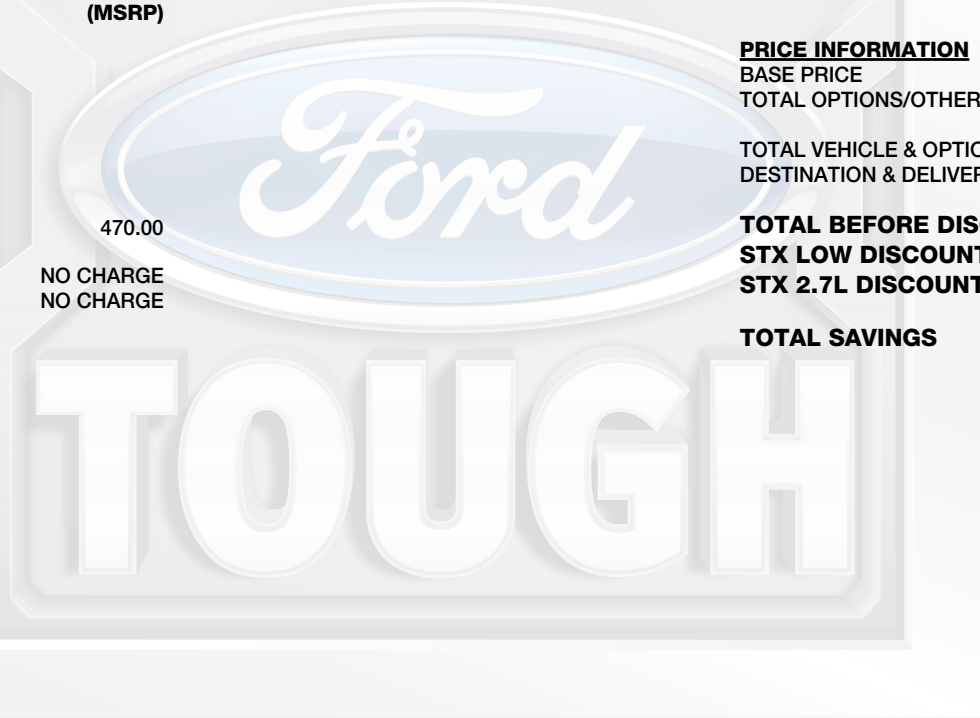 (MSRP)
470.00
NO CHARGE
NO CHARGE
PRICE INFORMATION
BASE PRICE
TOTAL OPTIONS/OTHER
TOTAL VEHICLE & OPTIO
DESTINATION & DELIVER
TOTAL BEFORE DIS
STX LOW DISCOUNT
STX 2.7L DISCOUNT
TOTAL SAVINGS
Ford
TOUGH